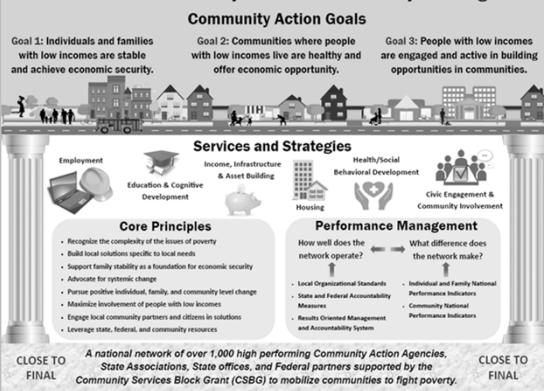 Community Action Goals
Goal 1: Individuals and families
with low incomes are stable
and achieve economic security.
Goal 2: Communities where people
with low incomes live are healthy and
offer economic opportunity.
Goal 3: People with low incomes
are engaged and active in building
opportunities in communities.
Services and Strategies
Employment
Education & Cognitive
Development
Income, Infrastructure
& Asset Building
Housing
Health/Social
Behavioral Development
Civic Engagement &
Community Involvement
Core Principles
• Recognize the complexity of the issues of poverty
• Build local solutions specific to local needs
• Support family stability as a foundation for economic security
• Advocate for systemic change
• Pursue positive individual, family, and community level change
• Maximize involvement of people with low incomes
• Engage local community partners and citizens in solutions
• Leverage state, federal, and community resources
Performance Management
How well does the
network operate?
What difference does
the network make?
• Local Organizational Standards
• State and Federal Accountability
Measures
• Results Oriented Management
and Accountability System
• Individual and Family National
Performance Indicators
• Community National
Performance Indicators
CLOSE TO
FINAL
A national network of over 1,000 high performing Community Action Agencies,
State Associations, State offices, and Federal partners supported by the
Community Services Block Grant (CSBG) to mobilize communities to fight poverty.
CLOSE TO
FINAL